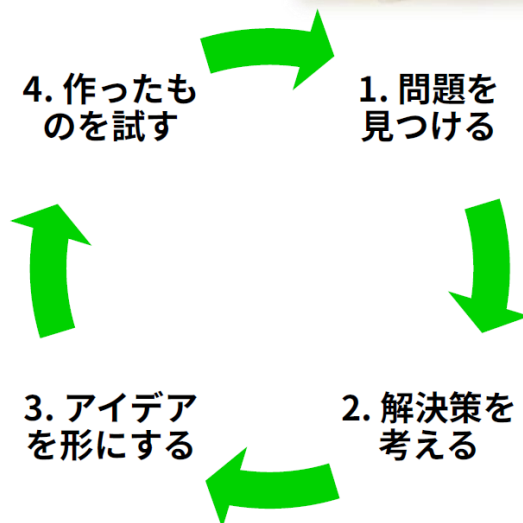 4. 作ったも
のを試す
1. 問題を
見つける
3. アイデア
を形にする
2. 解決策を
考える